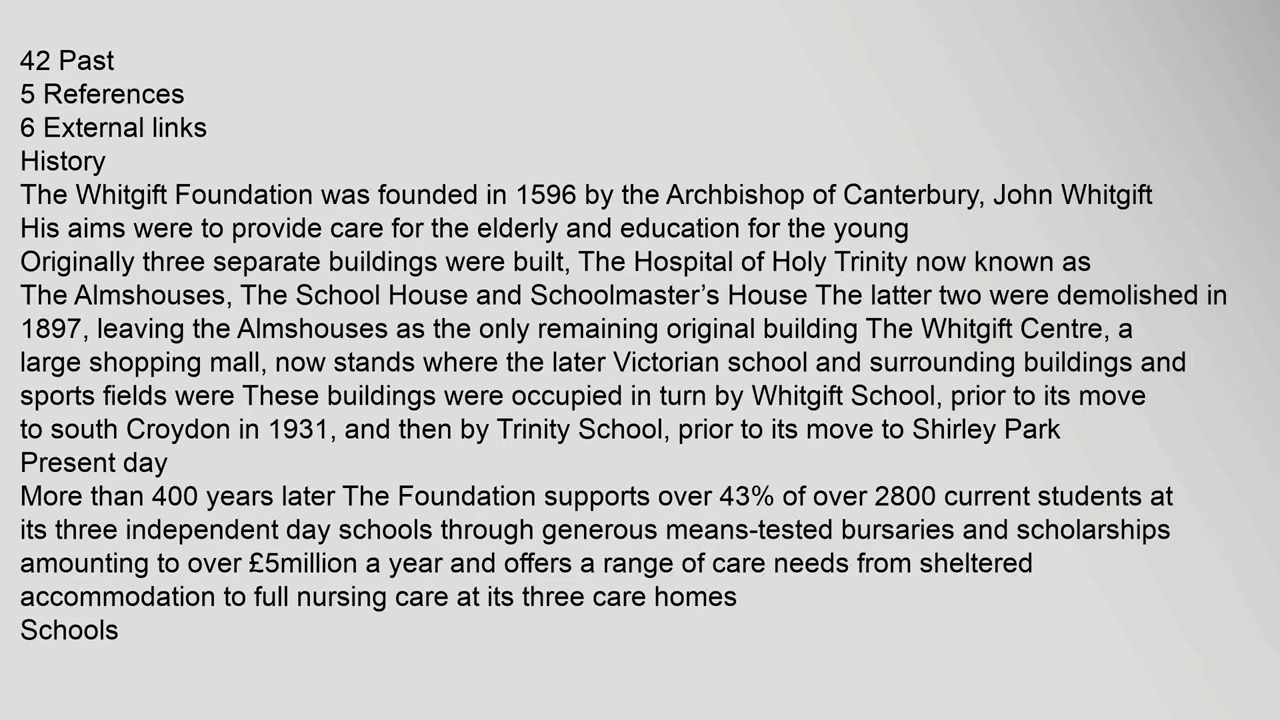 42 Past
5 References
6 External links
History
The Whitgift Foundation was founded in 1596 by the Archbishop of Canterbury, John Whitgift
His aims were to provide care for the elderly and education for the young
Originally three separate buildings were built, The Hospital of Holy Trinity now known as
The Almshouses, The School House and Schoolmaster’s House The latter two were demolished in
1897, leaving the Almshouses as the only remaining original building The Whitgift Centre, a
large shopping mall, now stands where the later Victorian school and surrounding buildings and
sports fields were These buildings were occupied in turn by Whitgift School, prior to its move
to south Croydon in 1931, and then by Trinity School, prior to its move to Shirley Park
Present day
More than 400 years later The Foundation supports over 43% of over 2800 current students at
its three independent day schools through generous means-tested bursaries and scholarships
amounting to over £5million a year and offers a range of care needs from sheltered
accommodation to full nursing care at its three care homes
Schools